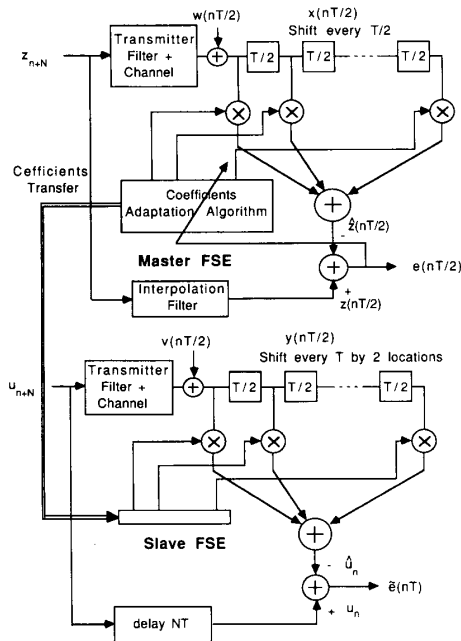 w(nT/2)
x(nT/2)
Shift every T/2
z_{n+N}
Transmitter
Filter +
Channel
+
T/2
T/2
T/2
×
×
×
Cefficients
Transfer
Coefficients
Adaptation Algorithm
+
ẑ(nT/2)
-
Master FSE
+
e(nT/2)
Interpolation
Filter
+
z(nT/2)
v(nT/2)
y(nT/2)
Shift every T by 2 locations
u_{n+N}
Transmitter
Filter +
Channel
+
T/2
T/2
T/2
×
×
×
Slave FSE
+
- û_n
+
ẽ(nT)
+ u_n
delay NT